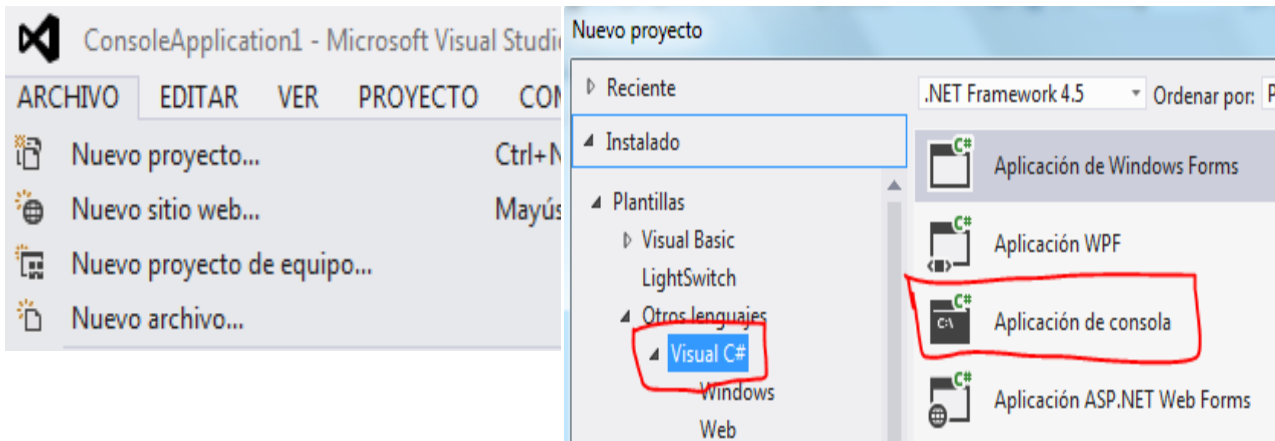 ConsoleApplication1 - Microsoft Visual Studi
ARCHIVO EDITAR VER PROYECTO CO
Nuevo proyecto... Ctrl+N
Nuevo sitio web... Mayús
Nuevo proyecto de equipo...
Nuevo archivo...
Nuevo proyecto
Reciente
Instalado
Plantillas
Visual Basic
LightSwitch
Otros lenguajes
Visual C#
Windows
Web
.NET Framework 4.5 Ordenar por: P
C# Aplicación de Windows Forms
C# Aplicación WPF
C# C:\ Aplicación de consola
C# Aplicación ASP.NET Web Forms